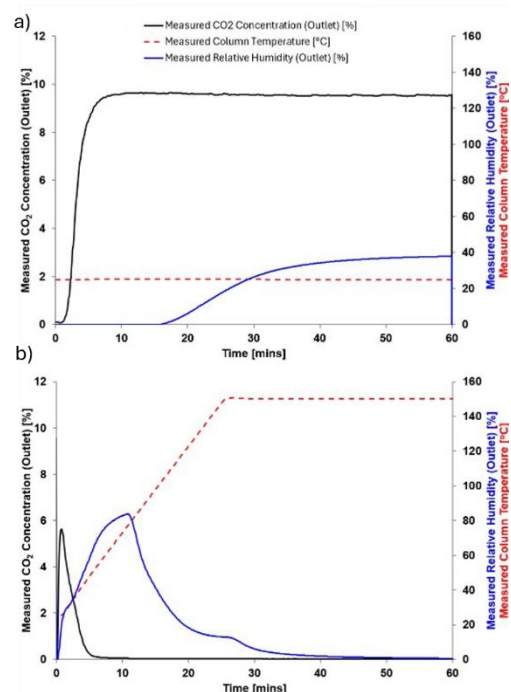 a)
Measured CO2 Concentration (Outlet) [%]
Measured Column Temperature [°C]
Measured Relative Humidity (Outlet) [%]
12
10
8
6
4
2
0
Measured CO2 Concentration (Outlet) [%]
160
140
120
100
80
60
40
20
0
Measured Relative Humidity (Outlet) [%]
Measured Column Temperature [°C]
0 10 20 30 40 50 60
Time [mins]
b)
12
10
8
6
4
2
0
Measured CO2 Concentration (Outlet) [%]
160
140
120
100
80
60
40
20
0
Measured Relative Humidity (Outlet) [%]
Measured Column Temperature [°C]
0 10 20 30 40 50 60
Time [mins]